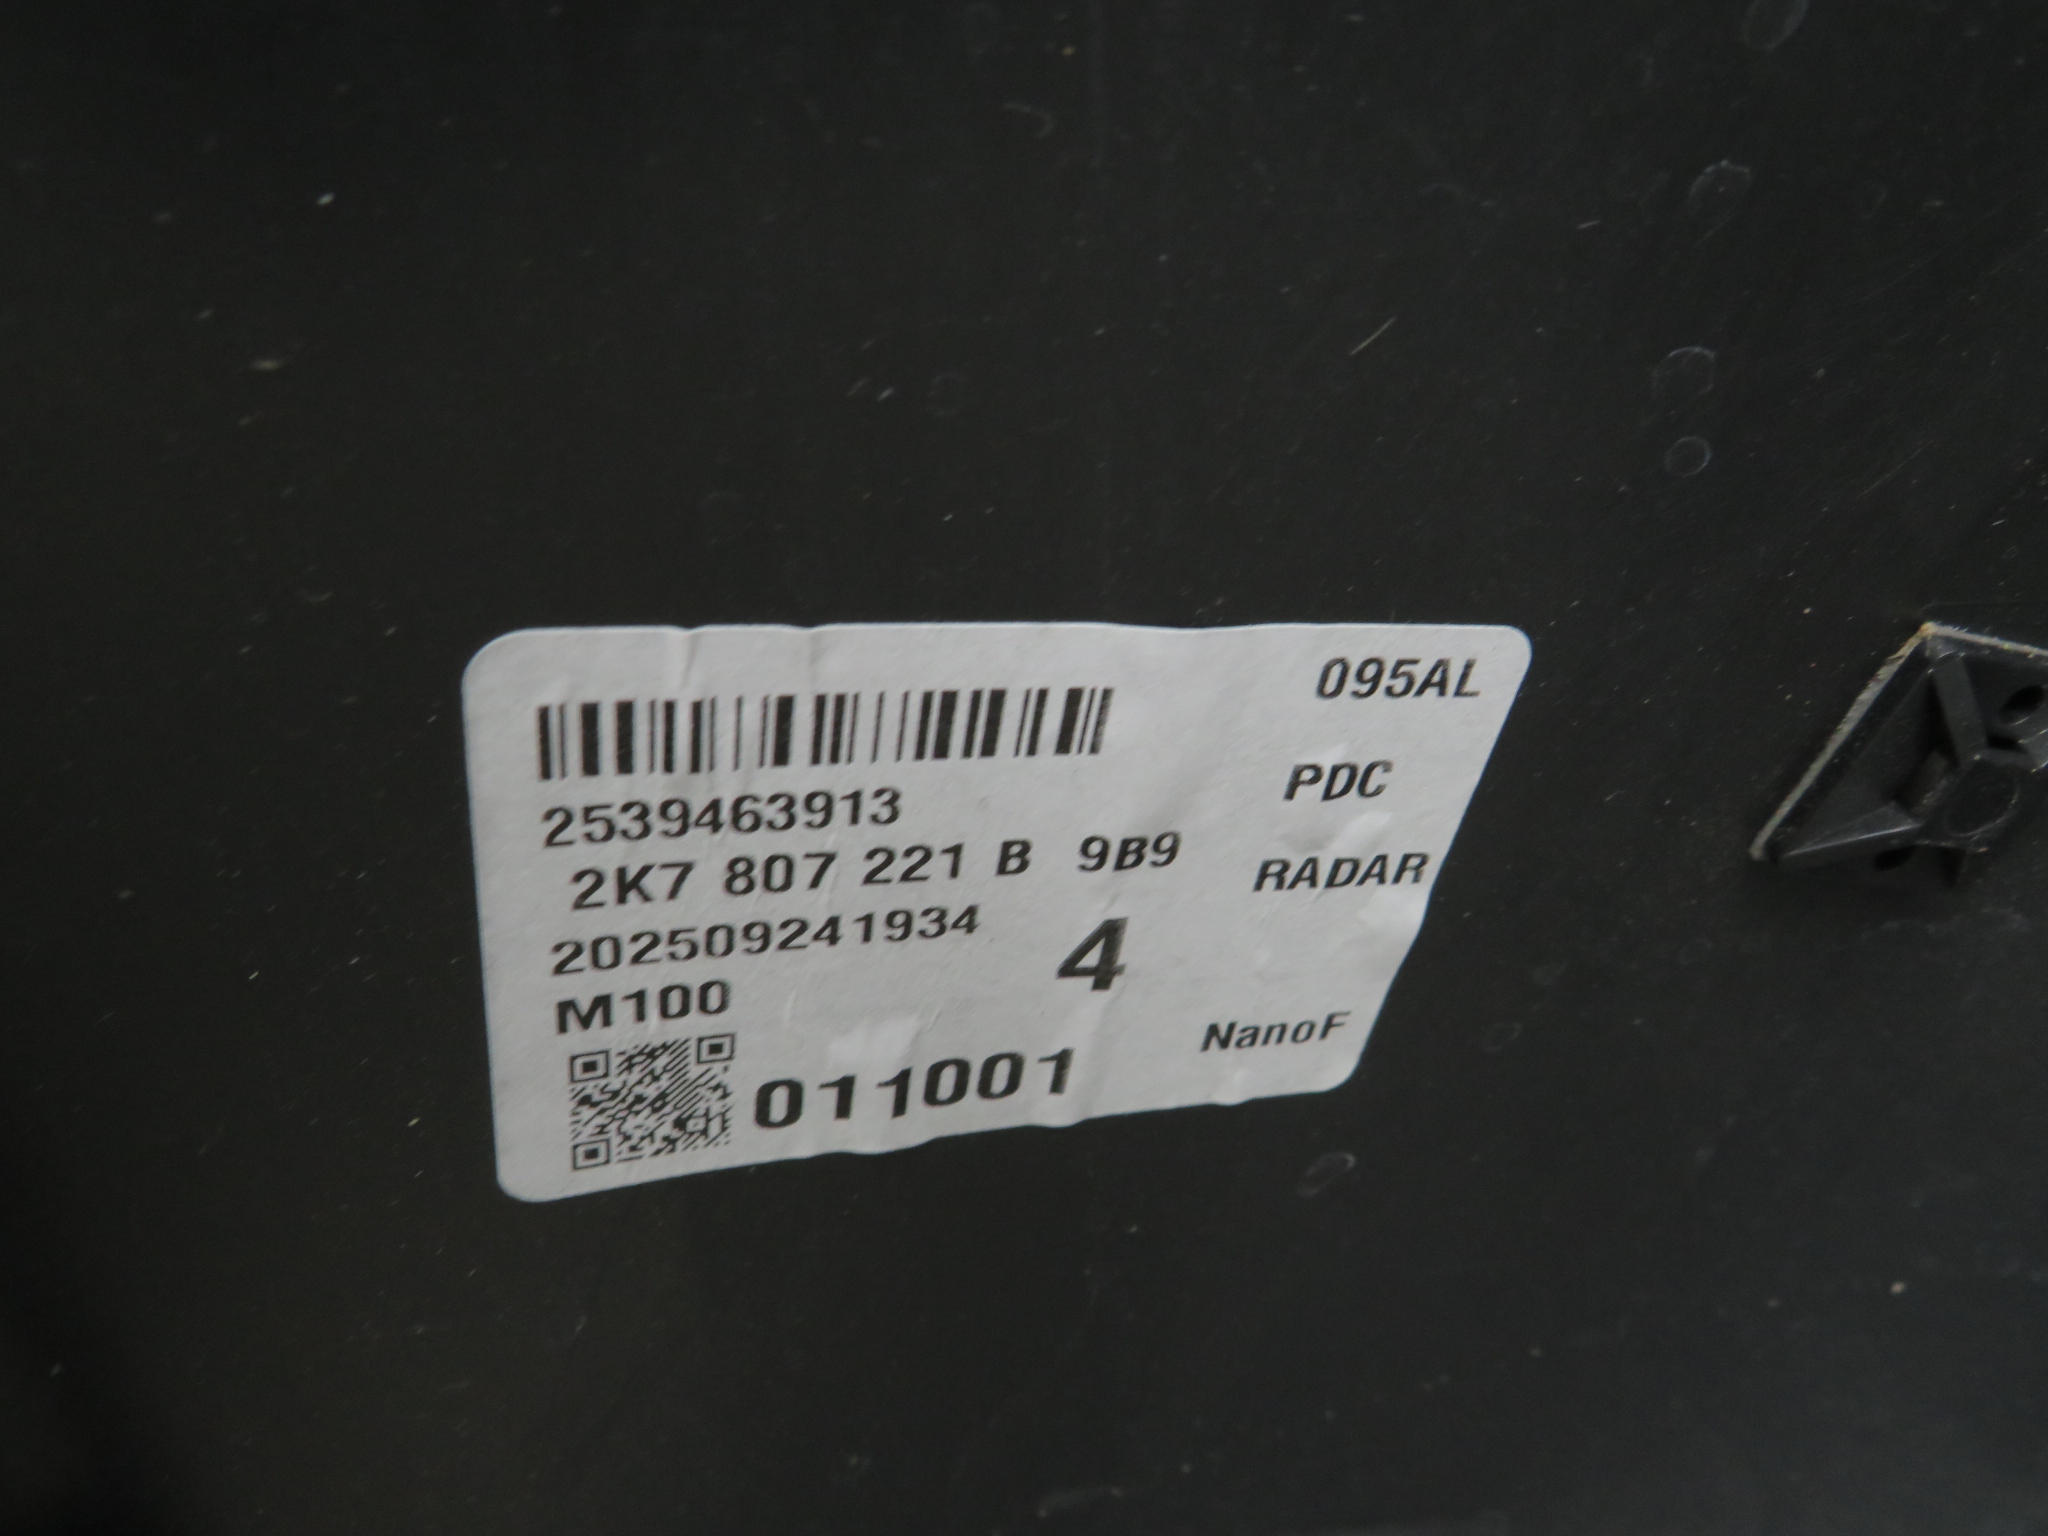 095AL
2539463913
PDC
2K7 807 221 B 9B9
RADAR
202509241934
4
M100
NanoF
011001